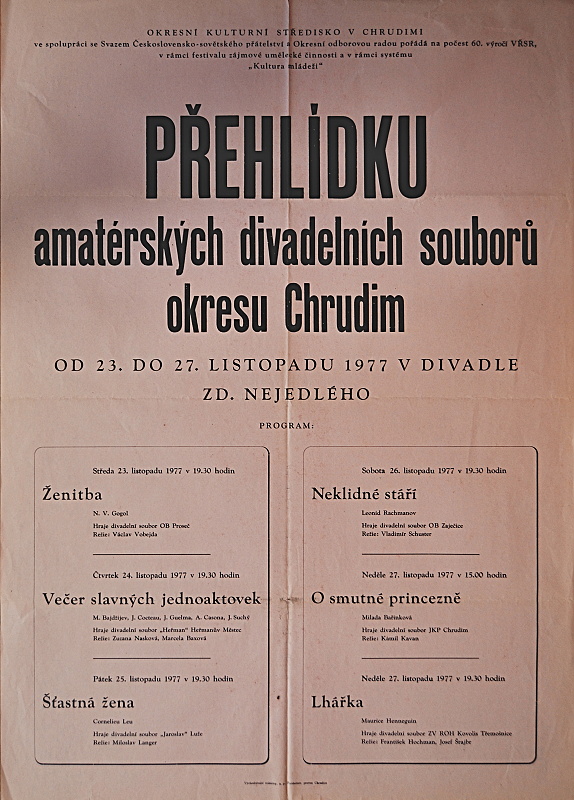 OKRESNÍ KULTURNÍ STŘEDISKO V CHRUDIMI
ve spolupráci se Svazem Československo-sovětského přátelství a Okresní odborovou radou pořádá na počest 60. výročí VŘSR,
v rámci festivalu zájmové umělecké činnosti a v rámci systému
„Kultura mládeži“
PŘEHLÍDKU
amatérských divadelních souborů
okresu Chrudim
OD 23. DO 27. LISTOPADU 1977 V DIVADLE
ZD. NEJEDLÉHO
PROGRAM:
Středa 23. listopadu 1977 v 19.30 hodin
Ženitba
N. V. Gogol
Hraje divadelní soubor OB Proseč
Režie: Václav Vobejda
Čtvrtek 24. listopadu 1977 v 19.30 hodin
Večer slavných jednoaktovek
M. Bajdžijev, J. Cocteau, J. Guelma, A. Casona, J. Suchý
Hraje divadelní soubor „Heřman“ Heřmanův Městec
Režie: Zuzana Nasková, Marcela Baxová
Pátek 25. listopadu 1977 v 19.30 hodin
Šťastná žena
Corneliou Leu
Hraje divadelní soubor „Jaroslav“ Luže
Režie: Miloslav Langer
Sobota 26. listopadu 1977 v 19.30 hodin
Neklidné stáří
Leonid Rachmanov
Hraje divadelní soubor OB Zaječice
Režie: Vladimír Schuster
Neděle 27. listopadu 1977 v 15.00 hodin
O smutné princezně
Milada Bařinková
Hraje divadelní soubor JKP Chrudim
Režie: Kamil Kavan
Neděle 27. listopadu 1977 v 19.30 hodin
Lhářka
Maurice Hennequin
Hraje divadelní soubor ZV ROH Kovolis Třemošnice
Režie: František Hochman, Josef Šrajbr